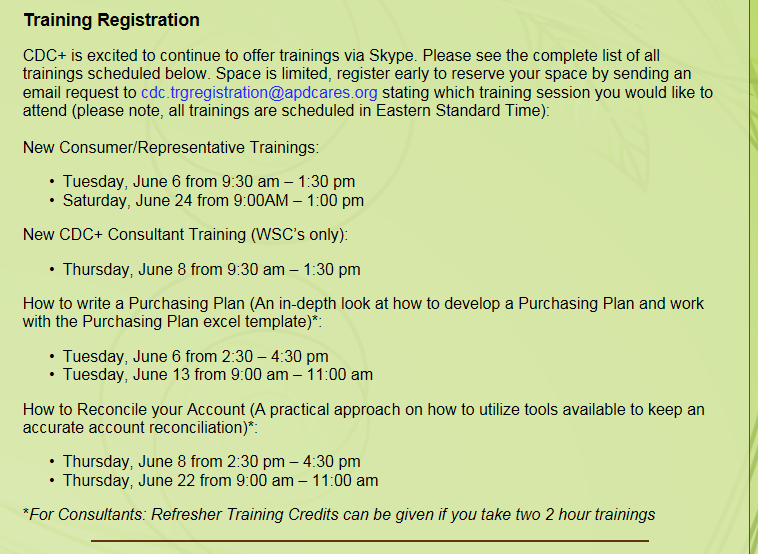 Training Registration
CDC+ is excited to continue to offer trainings via Skype. Please see the complete list of all
trainings scheduled below. Space is limited, register early to reserve your space by sending an
email request to cdc.trgregistration@apdcares.org stating which training session you would like to
attend (please note, all trainings are scheduled in Eastern Standard Time):
New Consumer/Representative Trainings:
• Tuesday, June 6 from 9:30 am – 1:30 pm
• Saturday, June 24 from 9:00AM – 1:00 pm
New CDC+ Consultant Training (WSC's only):
• Thursday, June 8 from 9:30 am – 1:30 pm
How to write a Purchasing Plan (An in-depth look at how to develop a Purchasing Plan and work
with the Purchasing Plan excel template)*:
• Tuesday, June 6 from 2:30 – 4:30 pm
• Tuesday, June 13 from 9:00 am – 11:00 am
How to Reconcile your Account (A practical approach on how to utilize tools available to keep an
accurate account reconciliation)*:
• Thursday, June 8 from 2:30 pm – 4:30 pm
• Thursday, June 22 from 9:00 am – 11:00 am
*For Consultants: Refresher Training Credits can be given if you take two 2 hour trainings